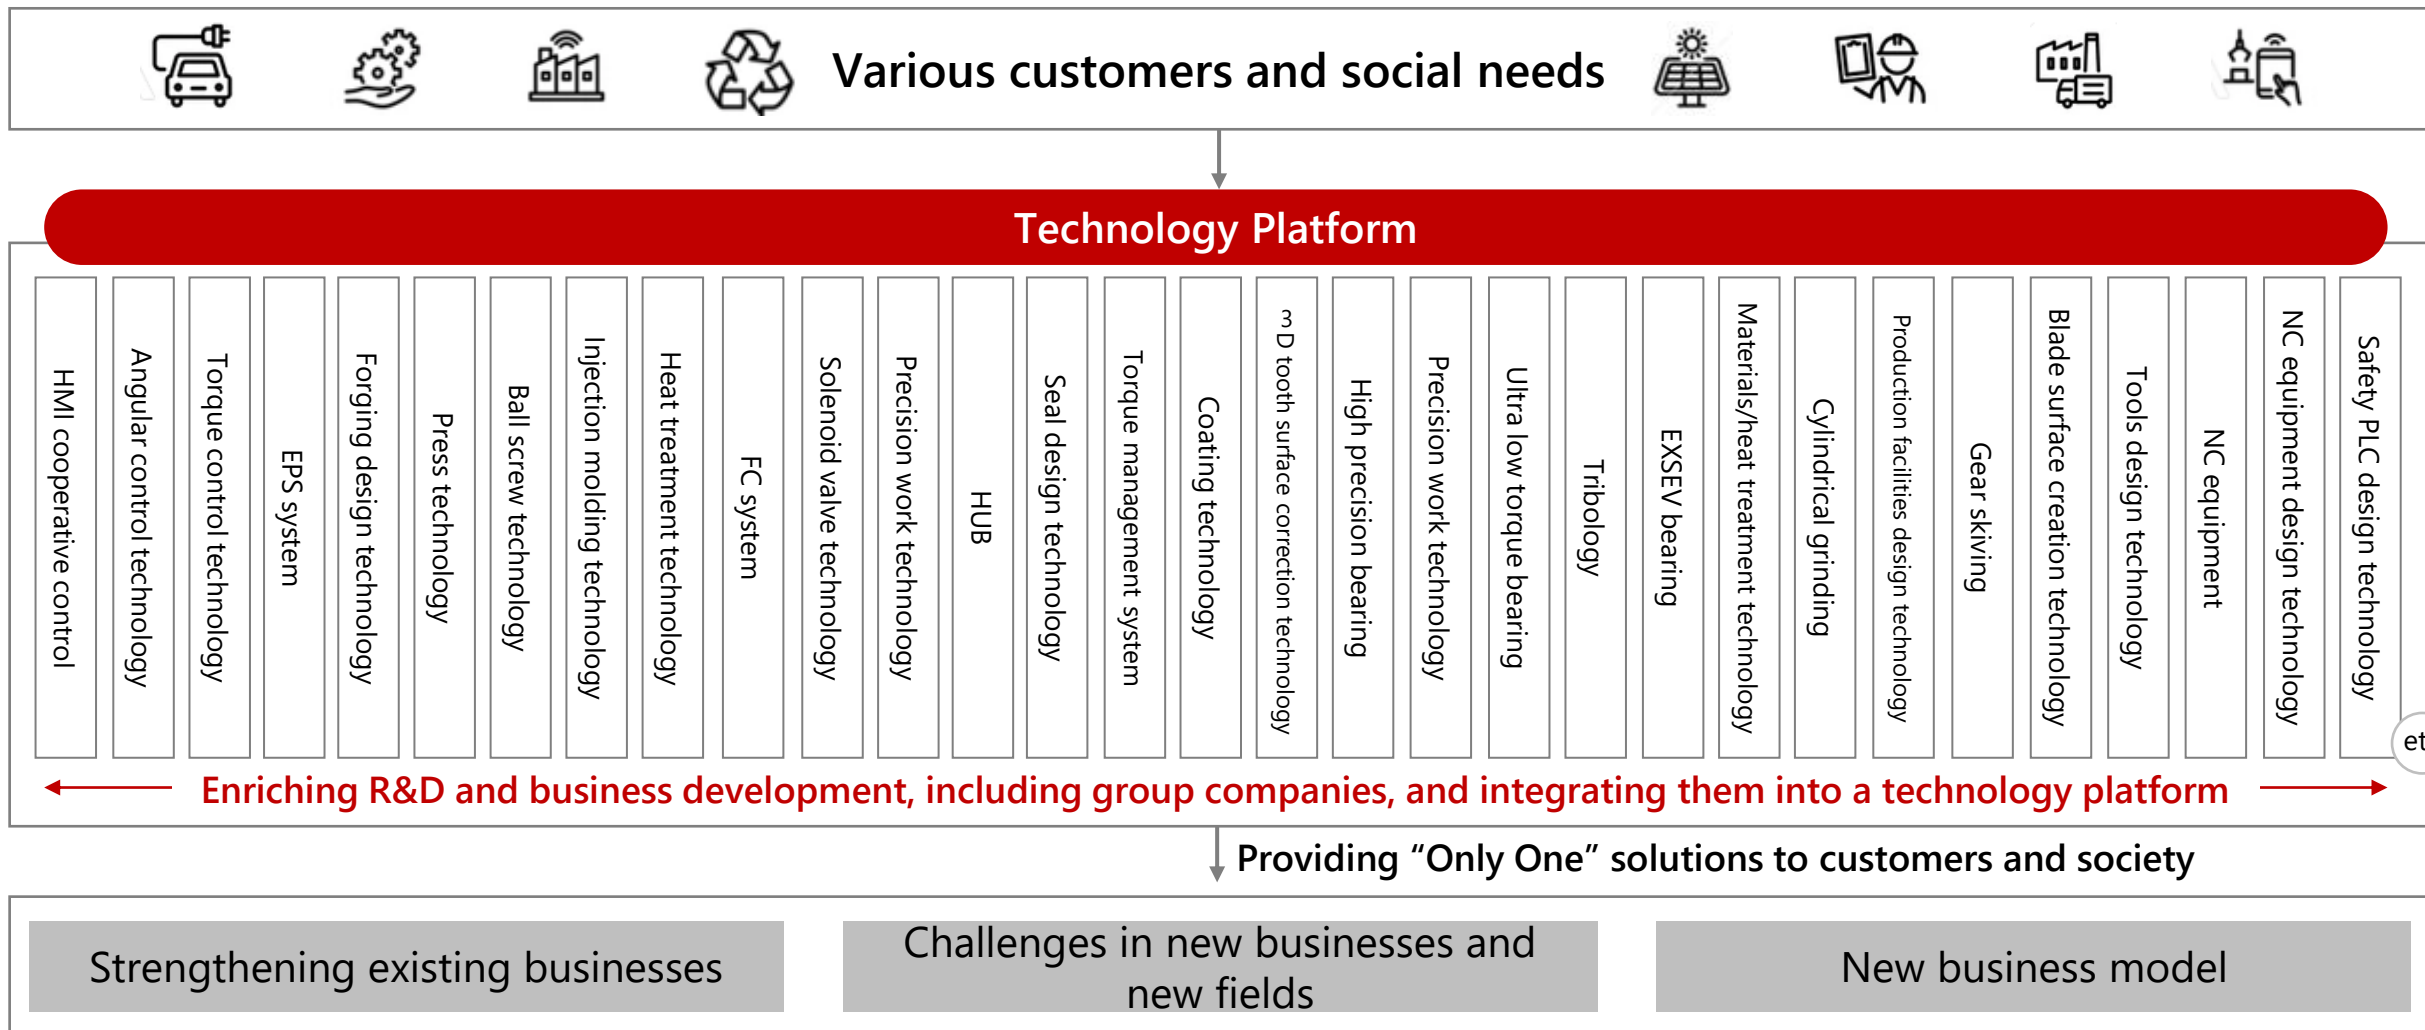 Various customers and social needs
Technology Platform
HMI cooperative control
Angular control technology
Torque control technology
EPS system
Forging design technology
Press technology
Ball screw technology
Injection molding technology
Heat treatment technology
FC system
Solenoid valve technology
Precision work technology
HUB
Seal design technology
Torque management system
Coating technology
3D tooth surface correction technology
High precision bearing
Precision work technology
Ultra low torque bearing
Tribology
EXSEV bearing
Materials/heat treatment technology
Cylindrical grinding
Production facilities design technology
Gear skiving
Blade surface creation technology
Tools design technology
NC equipment
NC equipment design technology
Safety PLC design technology
et
Enriching R&D and business development, including group companies, and integrating them into a technology platform
Providing “Only One” solutions to customers and society
Strengthening existing businesses
Challenges in new businesses and
new fields
New business model